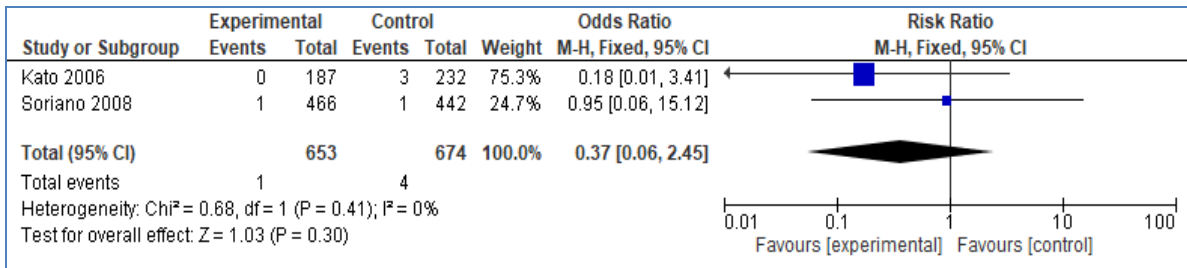 Experimental Control Odds Ratio Risk Ratio
Study or Subgroup Events Total Events Total Weight M-H, Fixed, 95% CI M-H, Fixed, 95% CI
Kato 2006 0 187 3 232 75.3% 0.18 [0.01, 3.41]
Soriano 2008 1 466 1 442 24.7% 0.95 [0.06, 15.12]
Total (95% CI) 653 674 100.0% 0.37 [0.06, 2.45]
Total events 1 4
Heterogeneity: Chi² = 0.68, df = 1 (P = 0.41); I² = 0%
Test for overall effect: Z = 1.03 (P = 0.30)
0.01 0.1 1 10 100
Favours [experimental] Favours [control]